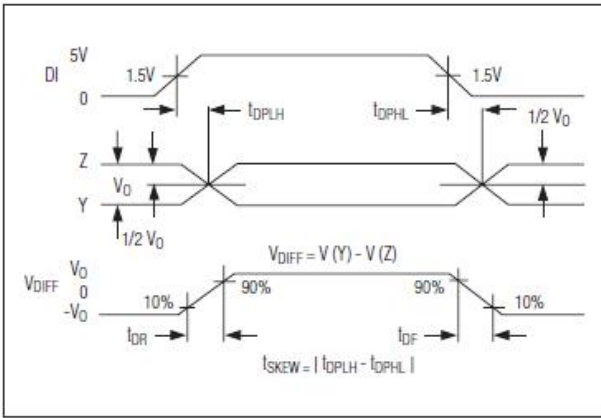 5V
DI
1.5V
1.5V
0
tDPLH
tDPHL
1/2 VO
Z
VO
Y
1/2 VO
VDIFF = V (Y) - V (Z)
VO
VDIFF
0
-VO
10%
90%
90%
10%
tDR
tDF
tSKEW = | tDPLH - tDPHL |